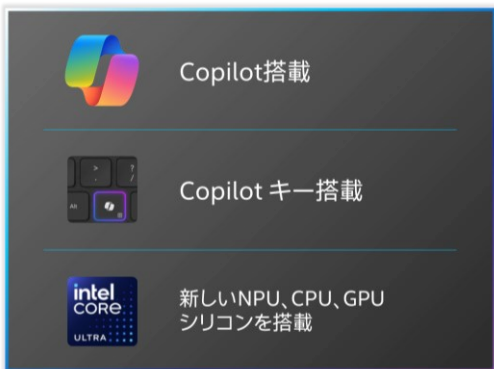 Copilot搭載
>
.
?
/
Alt
Copilot キー搭載
intel
CORE
ULTRA
新しいNPU、CPU、GPU
シリコンを搭載